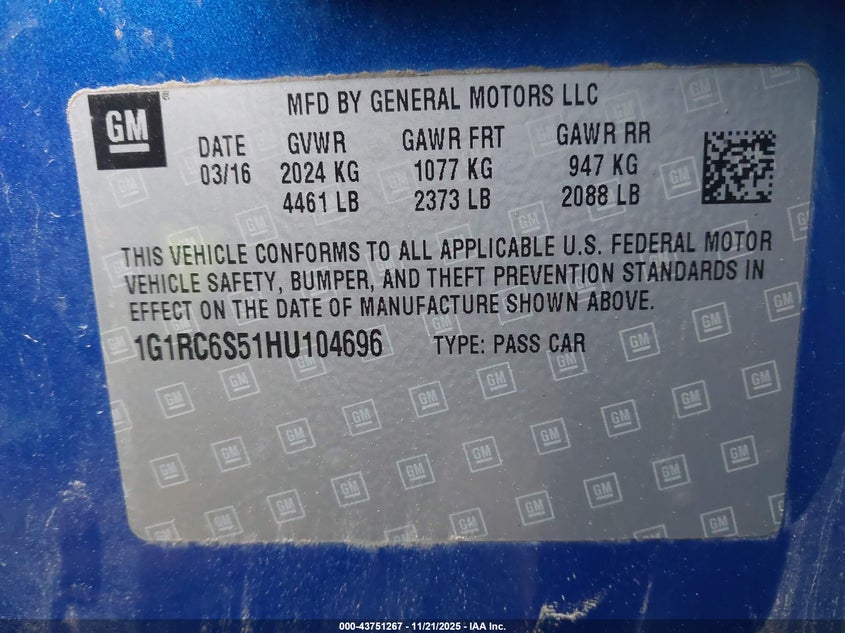 GM® MFD BY GENERAL MOTORS LLC
DATE GVWR GAWR FRT GAWR RR
03/16 2024 KG 1077 KG 947 KG
4461 LB 2373 LB 2088 LB
THIS VEHICLE CONFORMS TO ALL APPLICABLE U.S. FEDERAL MOTOR
VEHICLE SAFETY, BUMPER, AND THEFT PREVENTION STANDARDS IN
EFFECT ON THE DATE OF MANUFACTURE SHOWN ABOVE.
1G1RC6S51HU104696 TYPE: PASS CAR
000-43751267 - 11/21/2025 - IAA Inc.